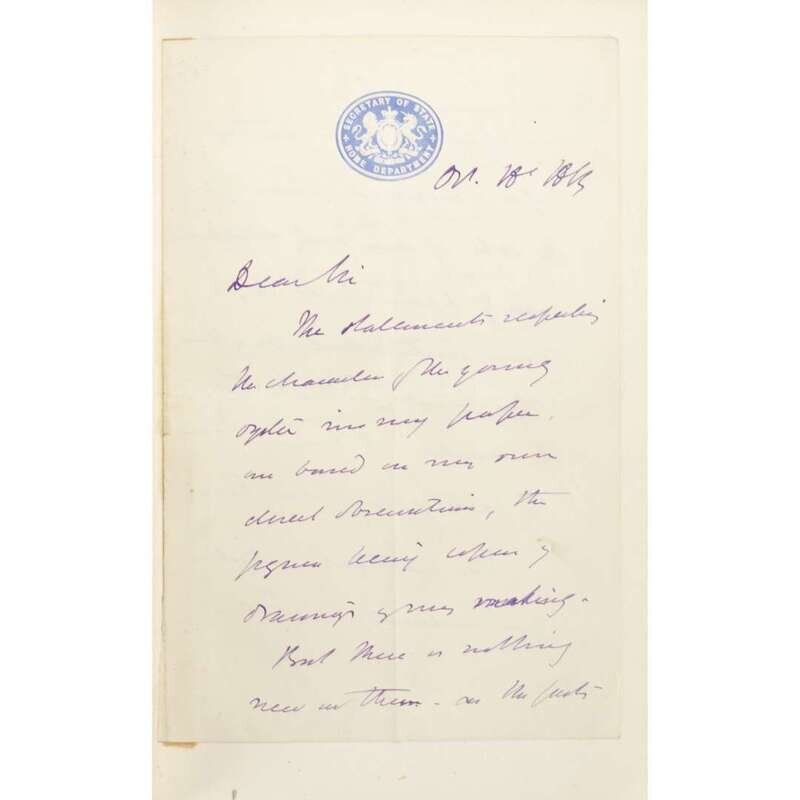 SECRETARY OF STATE
HOME DEPARTMENT
Oct.
Dear Sir
The statements respecting
the character of the young
oyster in my paper
are based on my own
direct observations, the
figures being copies of
drawings of my making.
But there is nothing
new in them - as the facts